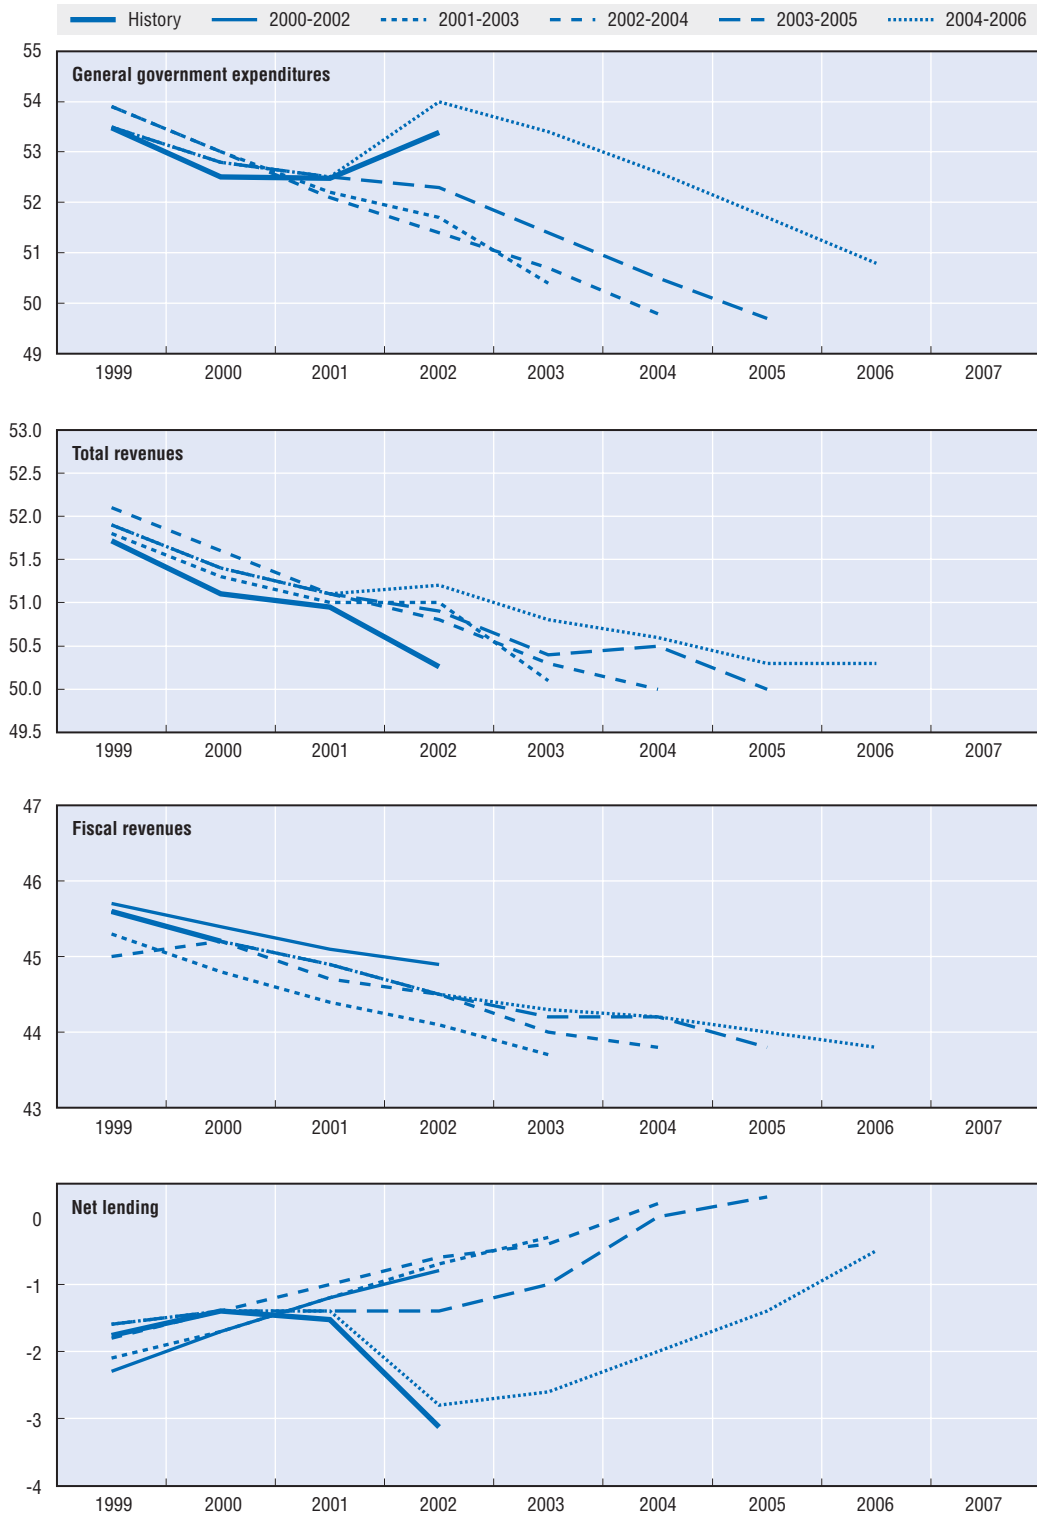 History 2000-2002 2001-2003 2002-2004 2003-2005 2004-2006
55
General government expenditures
54
53
52
51
50
49
1999 2000 2001 2002 2003 2004 2005 2006 2007
53.0
Total revenues
52.5
52.0
51.5
51.0
50.5
50.0
49.5
1999 2000 2001 2002 2003 2004 2005 2006 2007
47
Fiscal revenues
46
45
44
43
1999 2000 2001 2002 2003 2004 2005 2006 2007
Net lending
0
-1
-2
-3
-4
1999 2000 2001 2002 2003 2004 2005 2006 2007